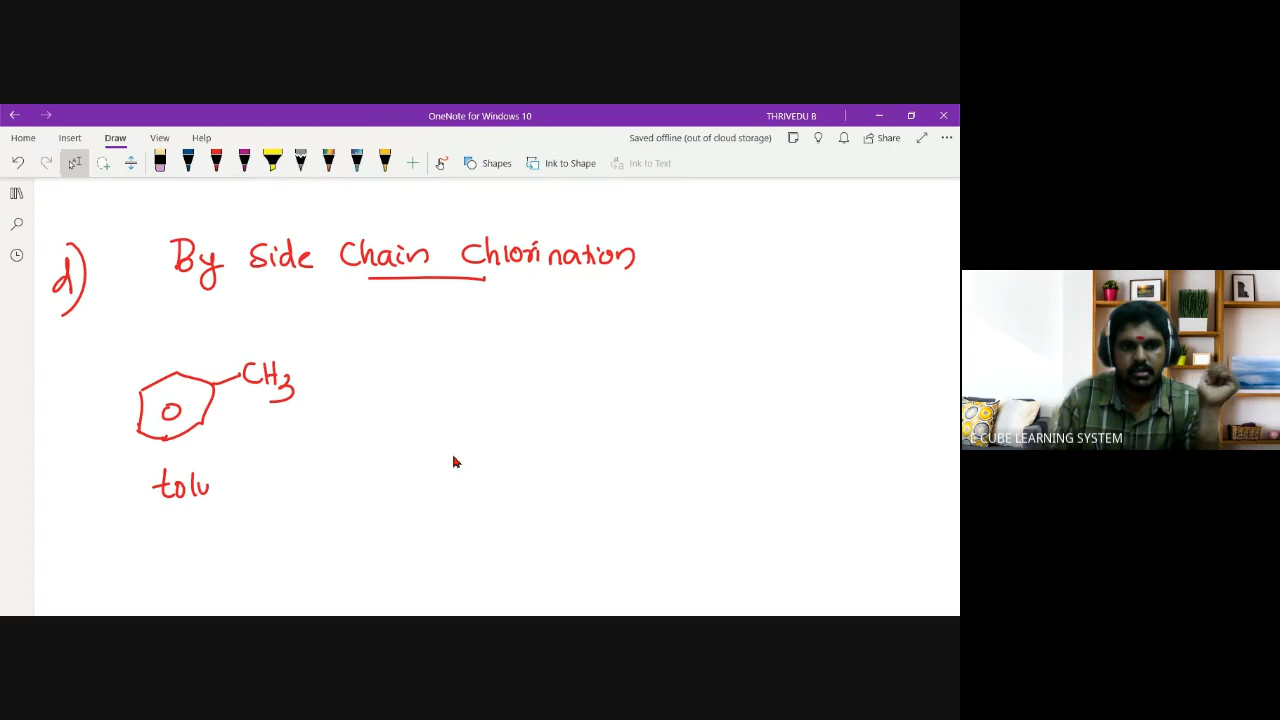 OneNote for Windows 10
THRIVEDU B
Home Insert Draw View Help
Saved offline (out of cloud storage)
Share
Shapes
Ink to Shape
Ink to Text
d) By Side Chain Chlorination
CH3
tolu
E CUBE LEARNING SYSTEM